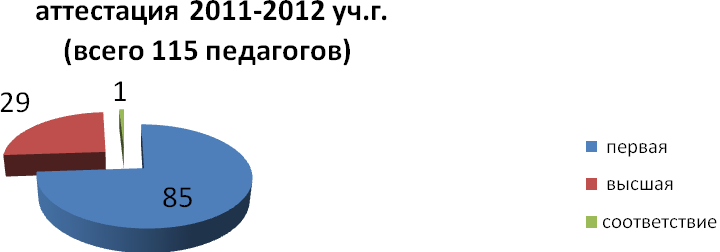 аттестация 2011-2012 уч.г.
(всего 115 педагогов)
29
1
85
первая
высшая
соответствие